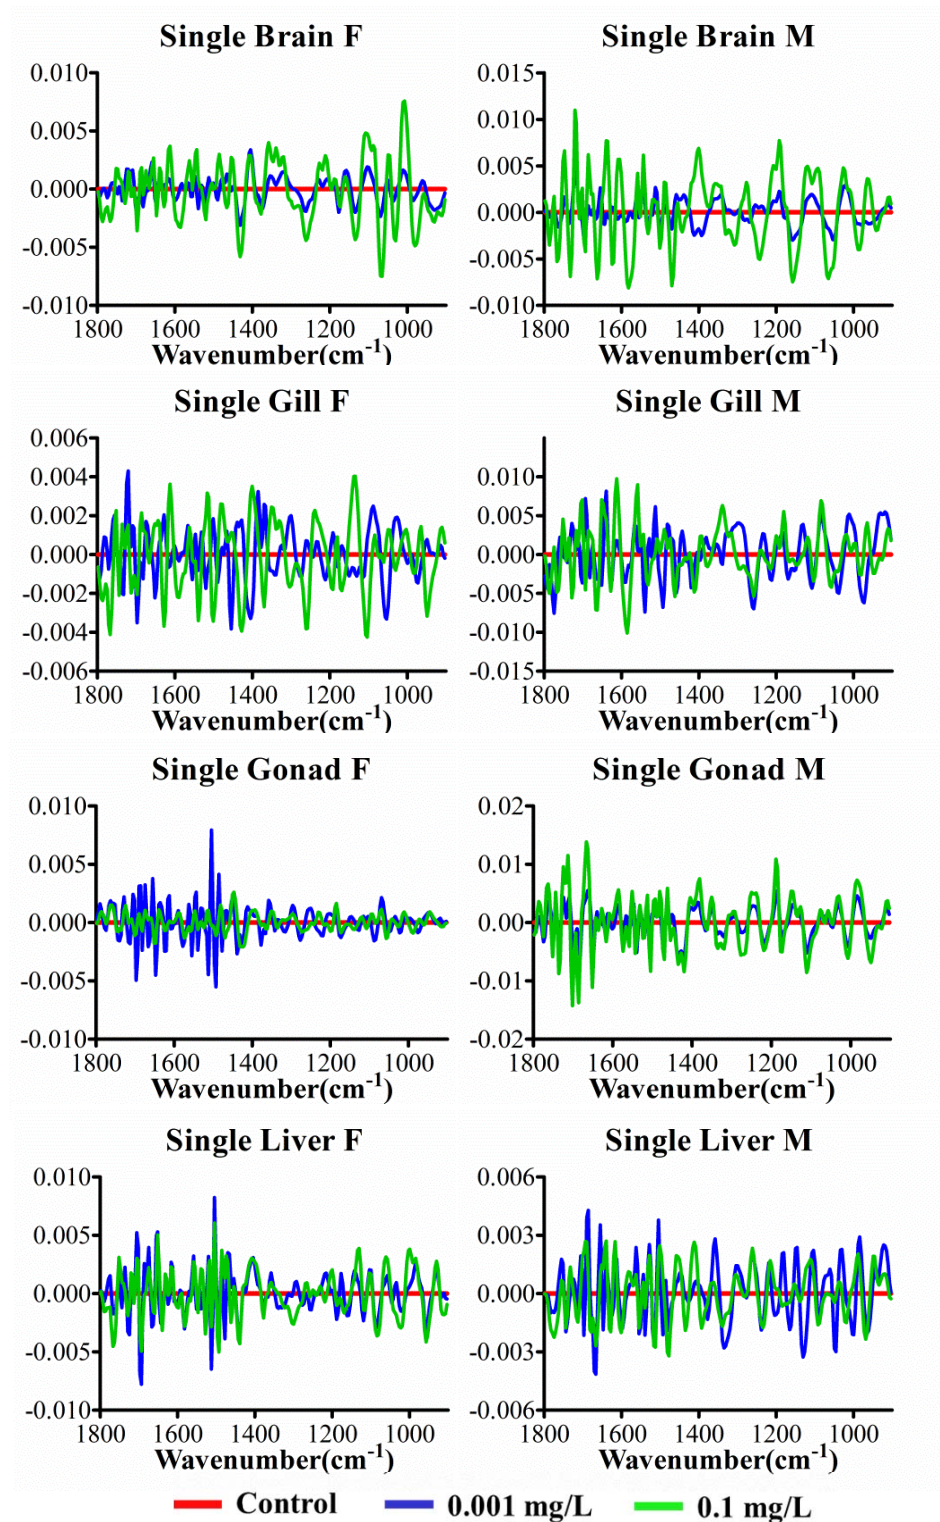 Single Brain F
0.010
0.005
0.000
-0.005
-0.010
1800 1600 1400 1200 1000
Wavenumber(cm-1)
Single Brain M
0.015
0.010
0.005
0.000
-0.005
-0.010
1800 1600 1400 1200 1000
Wavenumber(cm-1)
Single Gill F
0.006
0.004
0.002
0.000
-0.002
-0.004
-0.006
1800 1600 1400 1200 1000
Wavenumber(cm-1)
Single Gill M
0.010
0.005
0.000
-0.005
-0.010
-0.015
1800 1600 1400 1200 1000
Wavenumber(cm-1)
Single Gonad F
0.010
0.005
0.000
-0.005
-0.010
1800 1600 1400 1200 1000
Wavenumber(cm-1)
Single Gonad M
0.02
0.01
0.00
-0.01
-0.02
1800 1600 1400 1200 1000
Wavenumber(cm-1)
Single Liver F
0.010
0.005
0.000
-0.005
-0.010
1800 1600 1400 1200 1000
Wavenumber(cm-1)
Single Liver M
0.006
0.003
0.000
-0.003
-0.006
1800 1600 1400 1200 1000
Wavenumber(cm-1)
Control 0.001 mg/L 0.1 mg/L